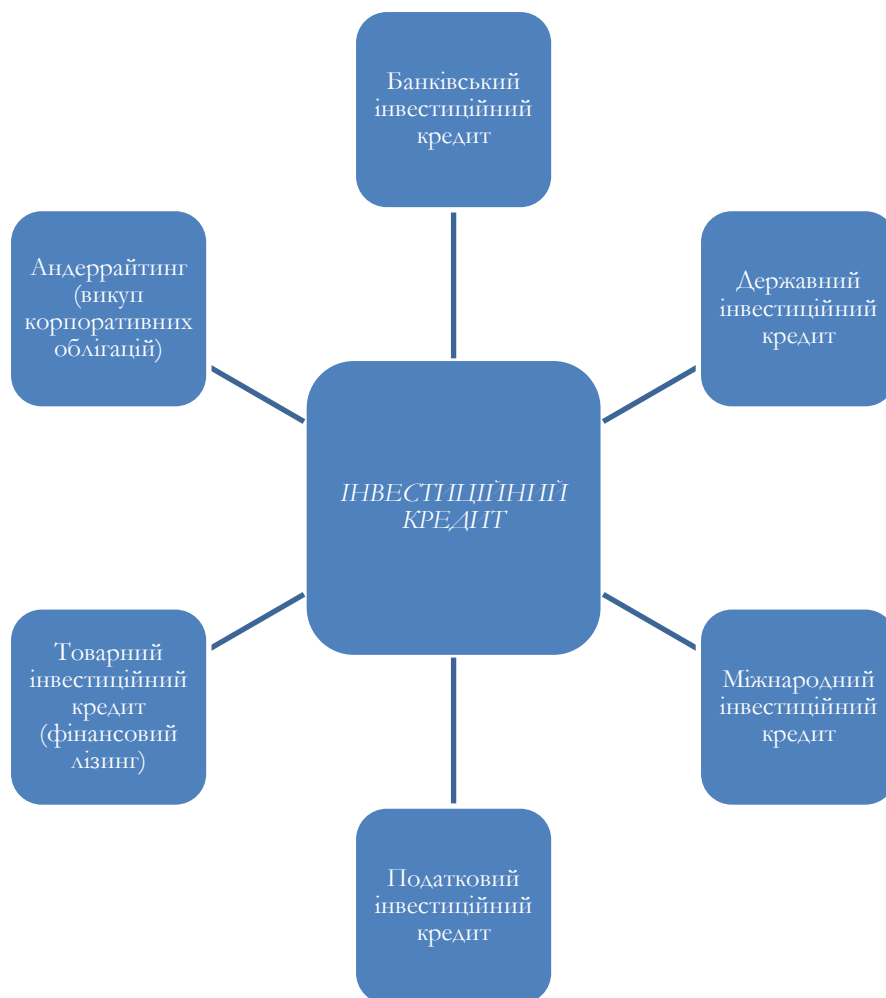 Банківський
інвестиційний
кредит
Андеррайтинг
(викуп
корпоративних
облігацій)
Державний
інвестиційний
кредит
ІНВЕСТИЦІЙНИЙ
КРЕДИТ
Товарний
інвестиційний
кредит
(фінансовий
лізинг)
Міжнародний
інвестиційний
кредит
Податковий
інвестиційний
кредит